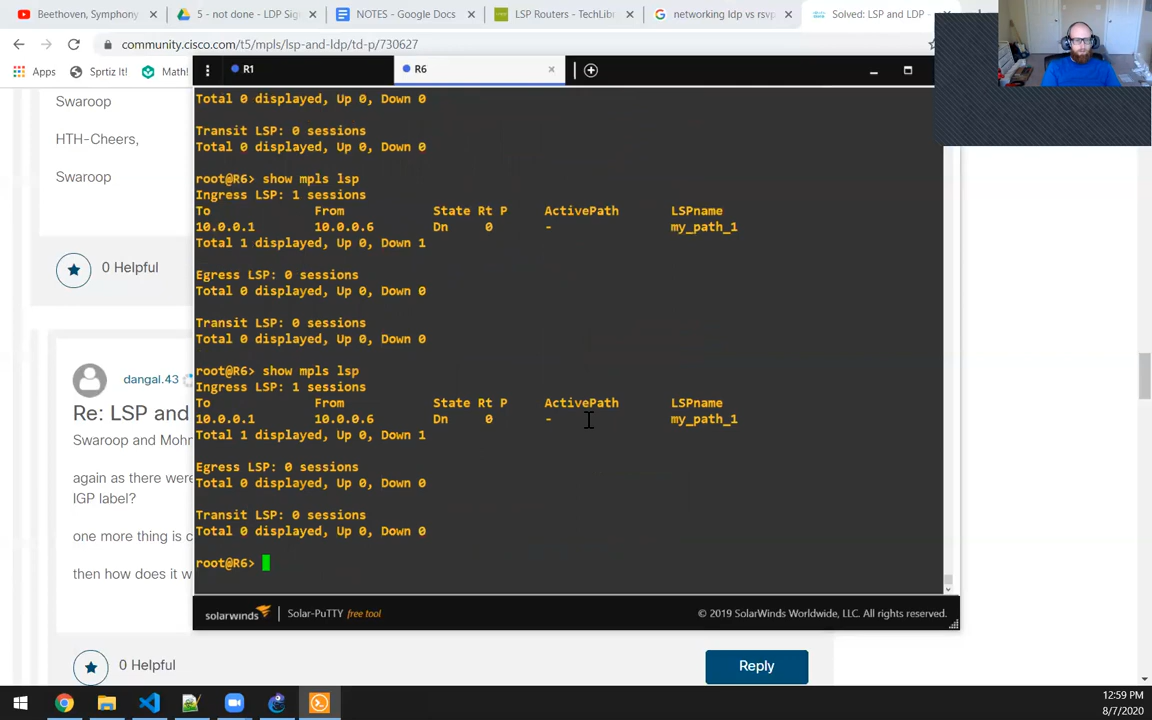 Beethoven, Symphony
5 - not done - LDP Sig
NOTES - Google Docs
LSP Routers - TechLibr
networking ldp vs rsvp
Solved: LSP and LDP -
community.cisco.com/t5/mpls/lsp-and-ldp/td-p/730627
Apps
Sprtiz It!
Math!
R1
R6
Swaroop
HTH-Cheers,
Swaroop
0 Helpful
dangal.43
Re: LSP and
Swaroop and Mohr
again as there were
IGP label?
one more thing is c
then how does it w
0 Helpful
Reply
Total 0 displayed, Up 0, Down 0
Transit LSP: 0 sessions
Total 0 displayed, Up 0, Down 0
root@R6> show mpls lsp
Ingress LSP: 1 sessions
To From State Rt P ActivePath LSPname
10.0.0.1 10.0.0.6 Dn 0 - my_path_1
Total 1 displayed, Up 0, Down 1
Egress LSP: 0 sessions
Total 0 displayed, Up 0, Down 0
Transit LSP: 0 sessions
Total 0 displayed, Up 0, Down 0
root@R6> show mpls lsp
Ingress LSP: 1 sessions
To From State Rt P ActivePath LSPname
10.0.0.1 10.0.0.6 Dn 0 - my_path_1
Total 1 displayed, Up 0, Down 1
Egress LSP: 0 sessions
Total 0 displayed, Up 0, Down 0
Transit LSP: 0 sessions
Total 0 displayed, Up 0, Down 0
root@R6>
solarwinds Solar-PuTTY free tool
© 2019 SolarWinds Worldwide, LLC. All rights reserved.
12:59 PM
8/7/2020